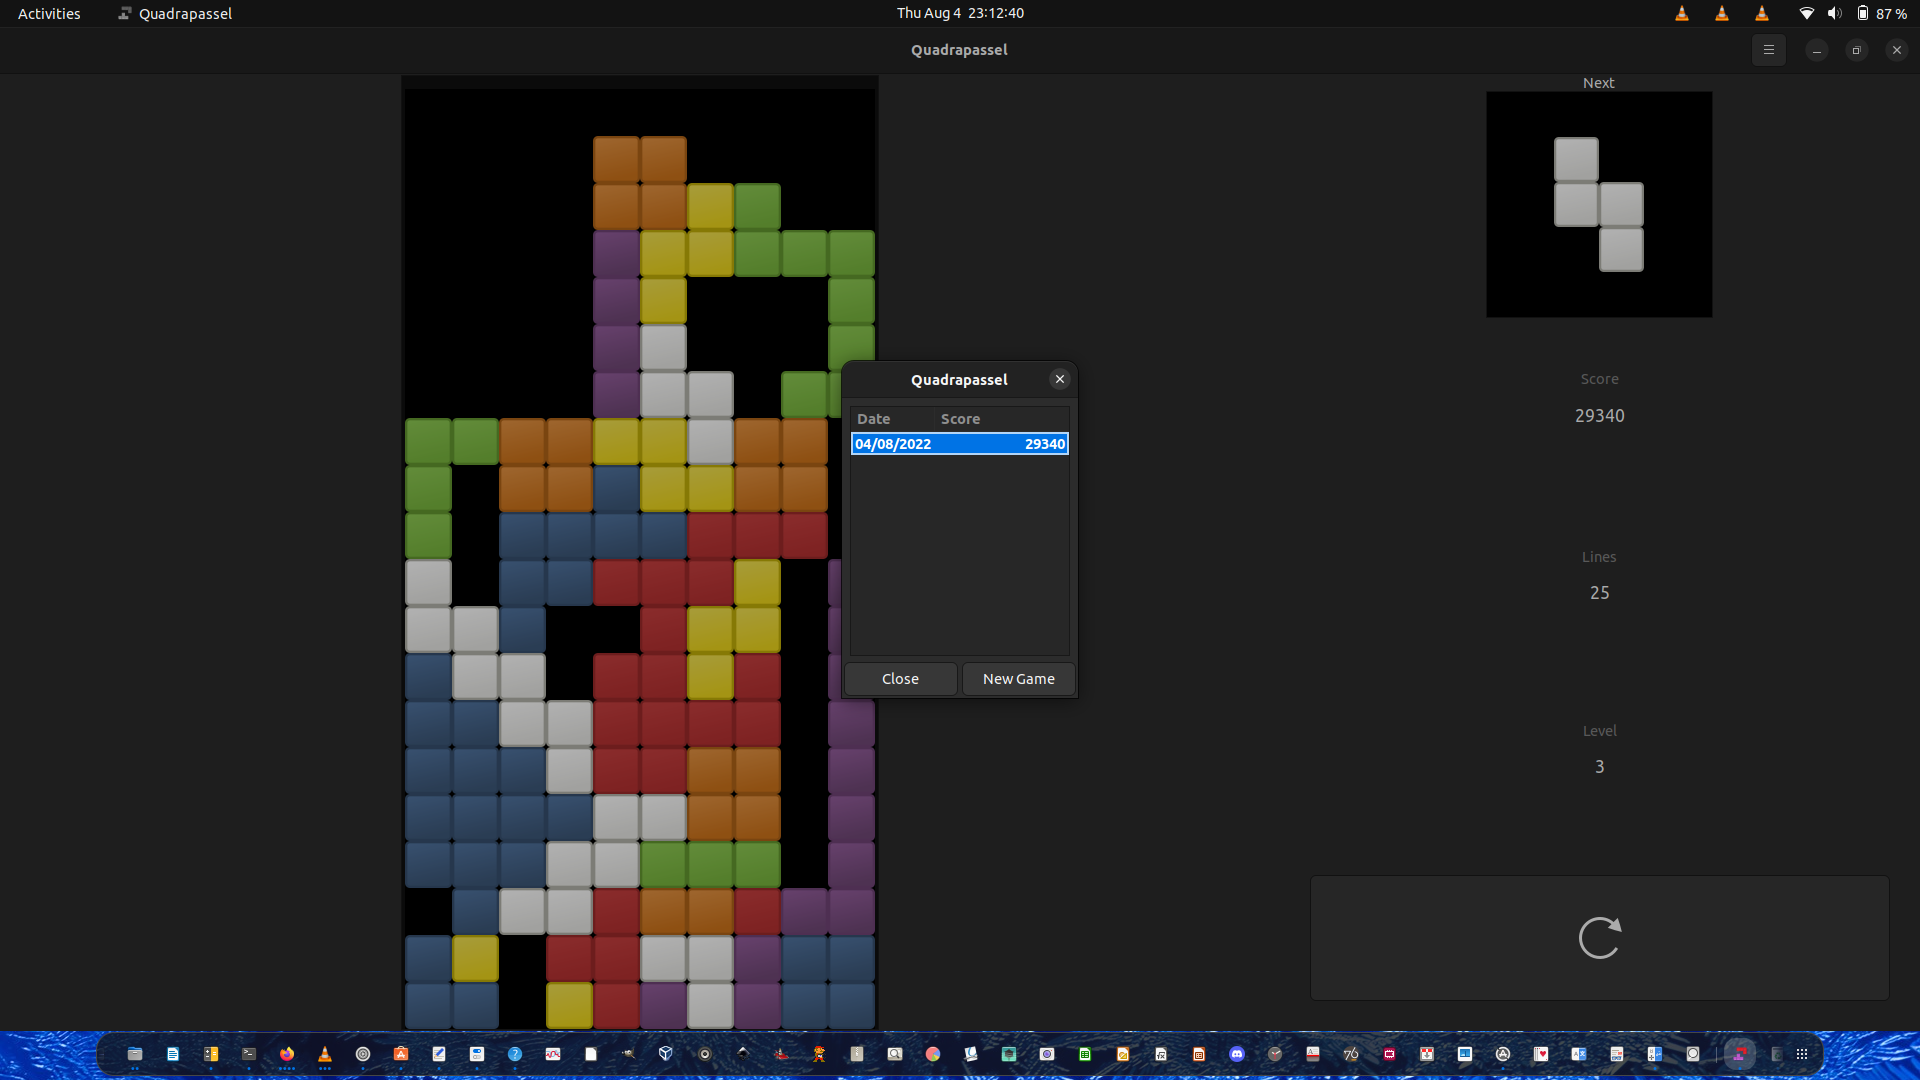 Activities Quadrapassel Thu Aug 4 23:12:40 87 %
Quadrapassel
Next
Quadrapassel
Date Score
04/08/2022 29340
Close New Game
Score
29340
Lines
25
Level
3